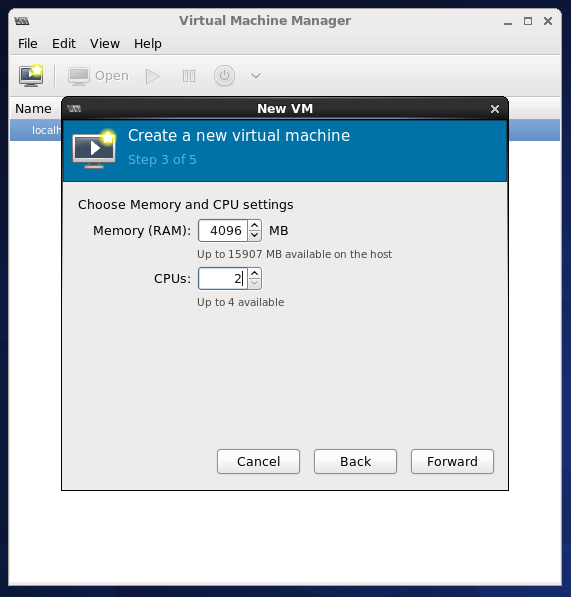 Virtual Machine Manager
File Edit View Help
Open
Name
localh
New VM
Create a new virtual machine
Step 3 of 5
Choose Memory and CPU settings
Memory (RAM): 4096 MB
Up to 15907 MB available on the host
CPUs: 2
Up to 4 available
Cancel Back Forward